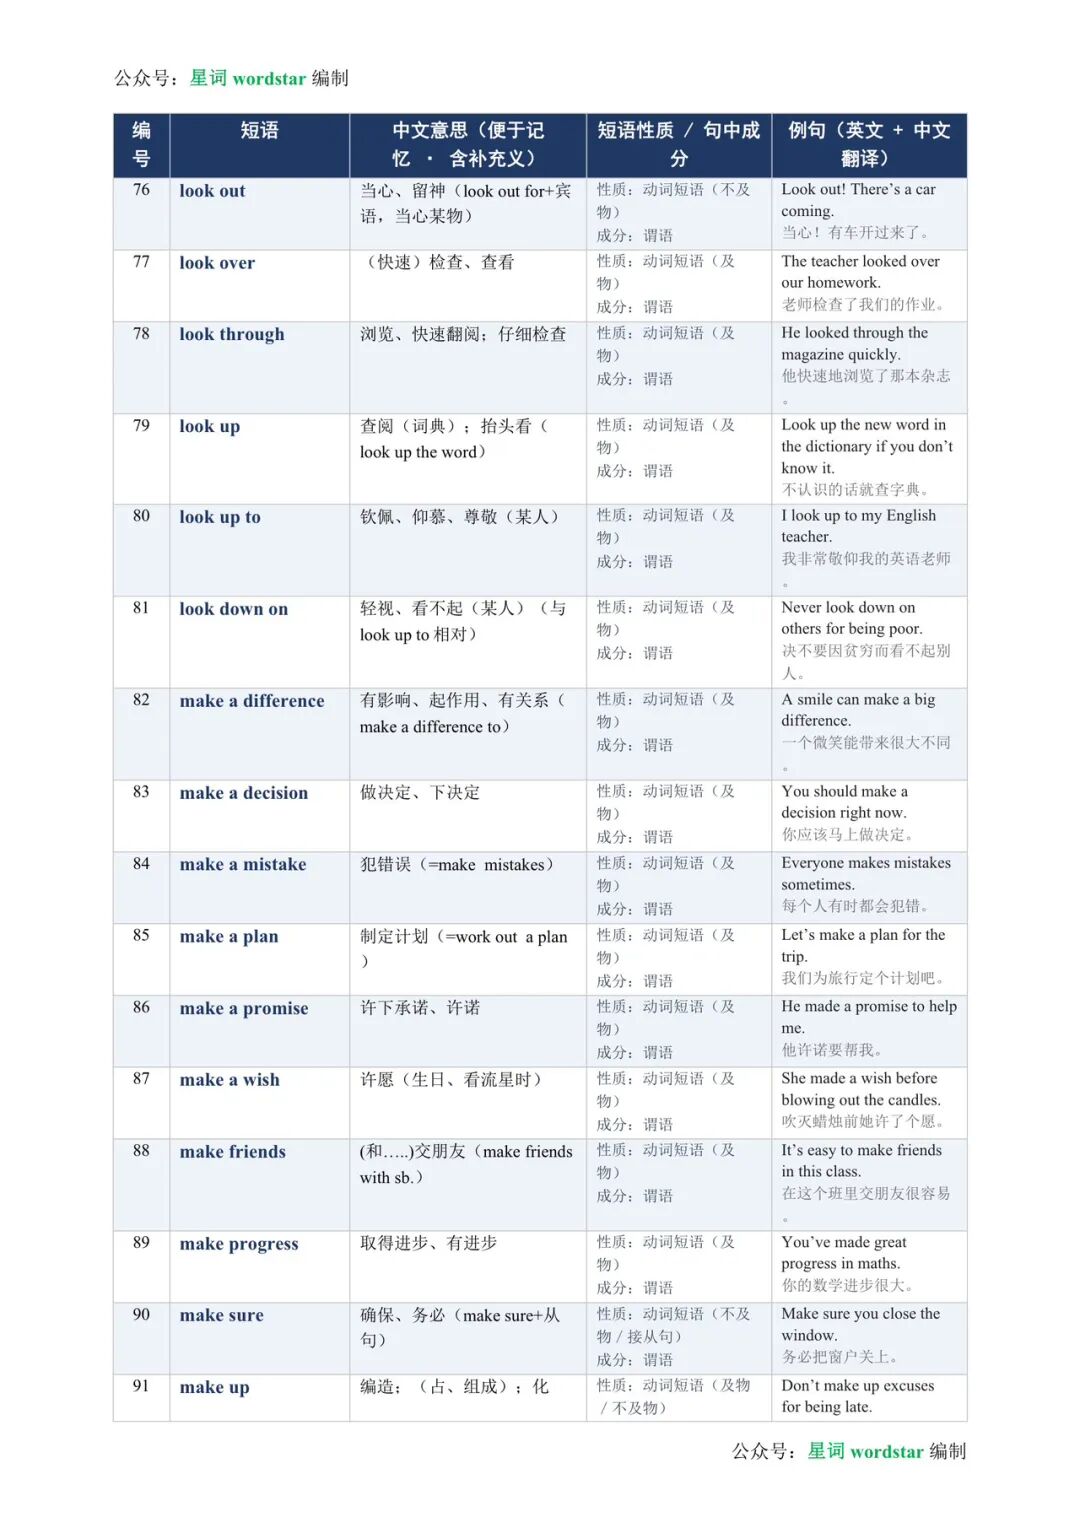 公众号：星词 wordstar 编制
编号 短语 中文意思（便于记忆 · 含补充义） 短语性质 / 句中成分 例句（英文 + 中文翻译）
76 look out 当心、留神（look out for+宾语，当心某物） 性质：动词短语（不及物） 成分：谓语 Look out! There’s a car coming. 当心！有车开过来了。
77 look over （快速）检查、查看 性质：动词短语（及物） 成分：谓语 The teacher looked over our homework. 老师检查了我们的作业。
78 look through 浏览、快速翻阅；仔细检查 性质：动词短语（及物） 成分：谓语 He looked through the magazine quickly. 他快速地浏览了那本杂志。
79 look up 查阅（词典）；抬头看（look up the word） 性质：动词短语（及物） 成分：谓语 Look up the new word in the dictionary if you don’t know it. 不认识的话就查字典。
80 look up to 钦佩、仰慕、尊敬（某人） 性质：动词短语（及物） 成分：谓语 I look up to my English teacher. 我非常敬仰我的英语老师。
81 look down on 轻视、看不起（某人）（与 look up to 相对） 性质：动词短语（及物） 成分：谓语 Never look down on others for being poor. 决不要因贫穷而看不起别人。
82 make a difference 有影响、起作用、有关系（make a difference to） 性质：动词短语（及物） 成分：谓语 A smile can make a big difference. 一个微笑能带来很大不同。
83 make a decision 做决定、下决定 性质：动词短语（及物） 成分：谓语 You should make a decision right now. 你应该马上做决定。
84 make a mistake 犯错误（=make mistakes） 性质：动词短语（及物） 成分：谓语 Everyone makes mistakes sometimes. 每个人有时都会犯错。
85 make a plan 制定计划（=work out a plan） 性质：动词短语（及物） 成分：谓语 Let’s make a plan for the trip. 我们为旅行定个计划吧。
86 make a promise 许下承诺、许诺 性质：动词短语（及物） 成分：谓语 He made a promise to help me. 他许诺要帮我。
87 make a wish 许愿（生日、看流星时） 性质：动词短语（及物） 成分：谓语 She made a wish before blowing out the candles. 吹灭蜡烛前她许了个愿。
88 make friends (和…..)交朋友（make friends with sb.） 性质：动词短语（及物） 成分：谓语 It’s easy to make friends in this class. 在这个班里交朋友很容易。
89 make progress 取得进步、有进步 性质：动词短语（及物） 成分：谓语 You’ve made great progress in maths. 你的数学进步很大。
90 make sure 确保、务必（make sure+从句） 性质：动词短语（不及物 / 接从句） 成分：谓语 Make sure you close the window. 务必把窗户关上。
91 make up 编造；（占、组成）；化 性质：动词短语（及物 / 不及物） Don’t make up excuses for being late.
公众号：星词 wordstar 编制